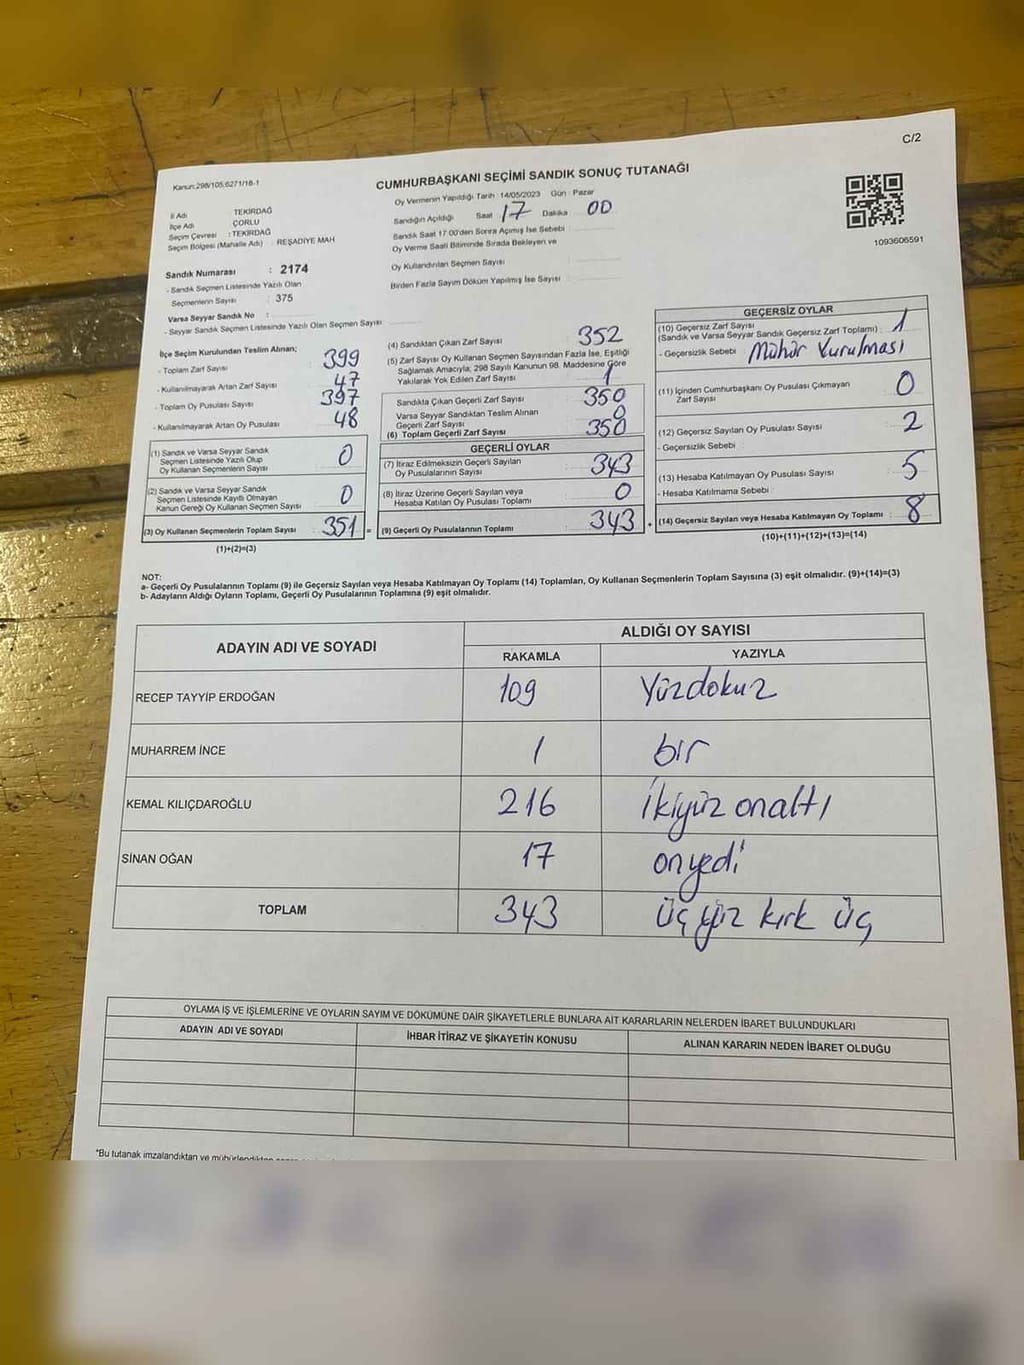 C/2
Kanun:298/105;6271/18-1
CUMHURBAŞKANI SEÇİMİ SANDIK SONUÇ TUTANAĞI
İl Adı TEKİRDAĞ
İlçe Adı ÇORLU
Seçim Çevresi : TEKİRDAĞ
Seçim Bölgesi (Mahalle Adı) : REŞADİYE MAH
Oy Vermenin Yapıldığı Tarih : 14/05/2023 Gün : Pazar
Sandığın Açıldığı Saat 17 Dakika 00
Sandık Saat 17.00'den Sonra Açılmış İse Sebebi :
Oy Verme Saati Bitiminde Sırada Bekleyen ve
Oy Kullandırılan Seçmen Sayısı :
Birden Fazla Sayım Döküm Yapılmış İse Sayısı :
1093606591
Sandık Numarası : 2174
- Sandık Seçmen Listesinde Yazılı Olan
Seçmenlerin Sayısı : 375
Varsa Seyyar Sandık No :
- Seyyar Sandık Seçmen Listesinde Yazılı Olan Seçmen Sayısı
İlçe Seçim Kurulundan Teslim Alınan;
- Toplam Zarf Sayısı 399
- Kullanılmayarak Artan Zarf Sayısı 47
- Toplam Oy Pusulası Sayısı 397
- Kullanılmayarak Artan Oy Pusulası 48
(1) Sandık ve Varsa Seyyar Sandık
Seçmen Listesinde Yazılı Olup
Oy Kullanan Seçmenlerin Sayısı 0
(2) Sandık ve Varsa Seyyar Sandık
Seçmen Listesinde Kayıtlı Olmayan
Kanun Gereği Oy Kullanan Seçmen Sayısı 0
(3) Oy Kullanan Seçmenlerin Toplam Sayısı 351 =
(1)+(2)=(3)
(4) Sandıktan Çıkan Zarf Sayısı 352
(5) Zarf Sayısı Oy Kullanan Seçmen Sayısından Fazla İse, Eşitliği
Sağlamak Amacıyla; 298 Sayılı Kanunun 98. Maddesine Göre
Yakılarak Yok Edilen Zarf Sayısı 1
Sandıkta Çıkan Geçerli Zarf Sayısı 350
Varsa Seyyar Sandıktan Teslim Alınan
Geçerli Zarf Sayısı 0
(6) Toplam Geçerli Zarf Sayısı 350
GEÇERLİ OYLAR
(7) İtiraz Edilmeksizin Geçerli Sayılan
Oy Pusulalarının Sayısı 343
(8) İtiraz Üzerine Geçerli Sayılan veya
Hesaba Katılan Oy Pusulası Toplamı 0
(9) Geçerli Oy Pusulalarının Toplamı 343 +
GEÇERSİZ OYLAR
(10) Geçersiz Zarf Sayısı
(Sandık ve Varsa Seyyar Sandık Geçersiz Zarf Toplamı) : 1
- Geçersizlik Sebebi : Mühür Vurulması
(11) İçinden Cumhurbaşkanı Oy Pusulası Çıkmayan
Zarf Sayısı 0
(12) Geçersiz Sayılan Oy Pusulası Sayısı 2
- Geçersizlik Sebebi :
(13) Hesaba Katılmayan Oy Pusulası Sayısı 5
- Hesaba Katılmama Sebebi :
(14) Geçersiz Sayılan veya Hesaba Katılmayan Oy Toplamı : 8
(10)+(11)+(12)+(13)=(14)
NOT:
a- Geçerli Oy Pusulalarının Toplamı (9) ile Geçersiz Sayılan veya Hesaba Katılmayan Oy Toplamı (14) Toplamları, Oy Kullanan Seçmenlerin Toplam Sayısına (3) eşit olmalıdır. (9)+(14)=(3)
b- Adayların Aldığı Oyların Toplamı, Geçerli Oy Pusulalarının Toplamına (9) eşit olmalıdır.
ADAYIN ADI VE SOYADI ALDIĞI OY SAYISI
RAKAMLA YAZIYLA
RECEP TAYYİP ERDOĞAN 109 Yüzdokuz
MUHARREM İNCE 1 bir
KEMAL KILIÇDAROĞLU 216 İkiyüz onaltı
SİNAN OĞAN 17 onyedi
TOPLAM 343 üç yüz kırk üç
OYLAMA İŞ VE İŞLEMLERİNE VE OYLARIN SAYIM VE DÖKÜMÜNE DAİR ŞİKAYETLERLE BUNLARA AİT KARARLARIN NELERDEN İBARET BULUNDUKLARI
ADAYIN ADI VE SOYADI İHBAR İTİRAZ VE ŞİKAYETİN KONUSU ALINAN KARARIN NEDEN İBARET OLDUĞU
*Bu tutanak imzalandıktan ve mühürlendikten